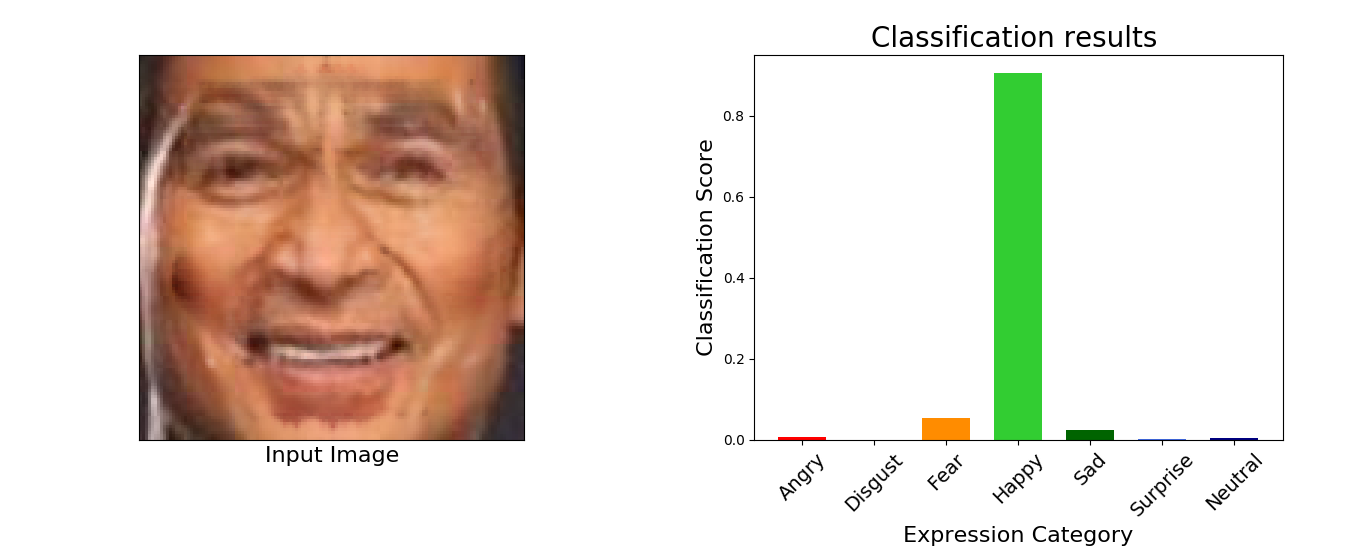 Input Image
Classification results
Classification Score
0.8
0.6
0.4
0.2
0.0
Angry
Disgust
Fear
Happy
Sad
Surprise
Neutral
Expression Category